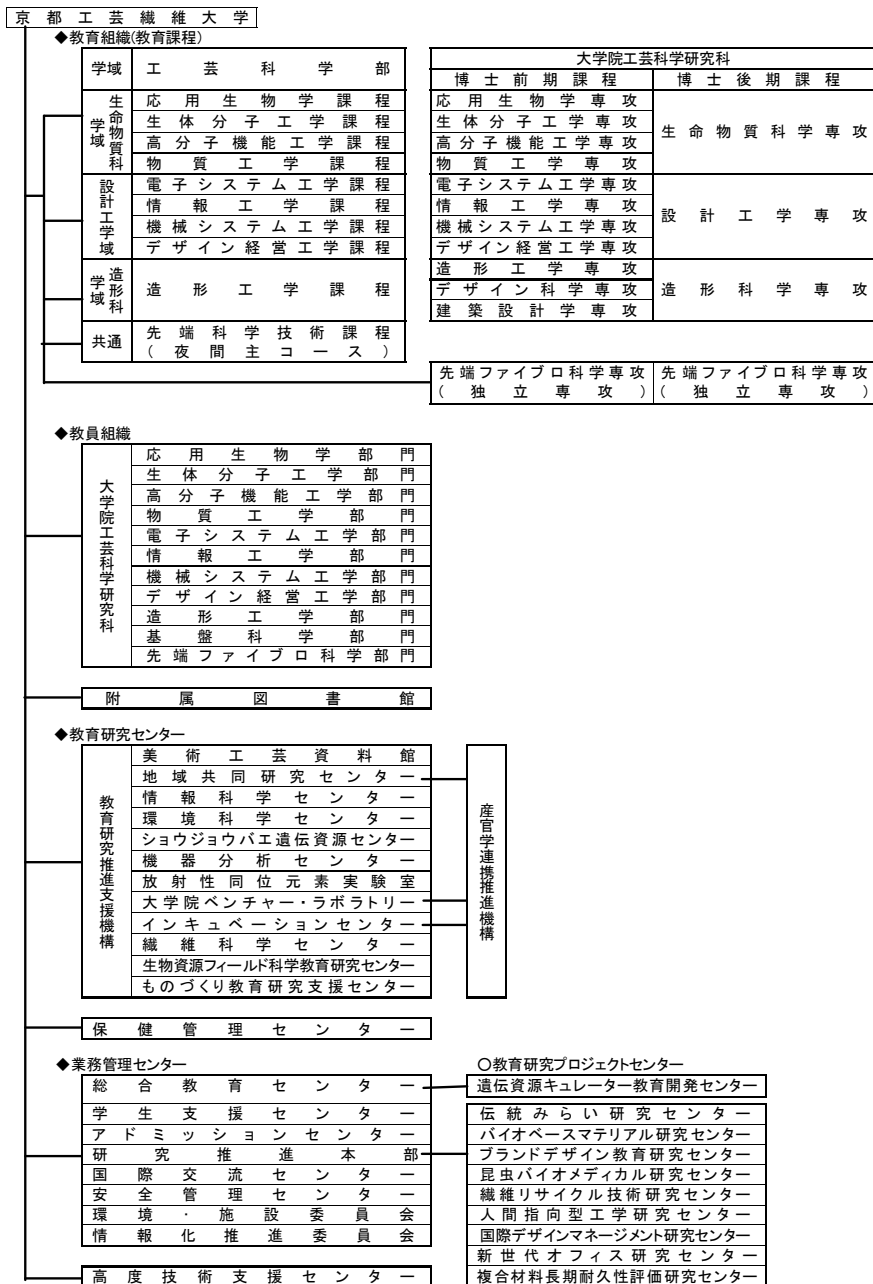 京都工芸繊維大学
◆教育組織(教育課程)
学域 工芸科学部
大学院工芸科学研究科
博士前期課程 博士後期課程
生命物質科学域
応用生物学課程
生体分子工学課程
高分子機能工学課程
物質工学課程
応用生物学専攻
生体分子工学専攻
高分子機能工学専攻
物質工学専攻
生命物質科学専攻
設計工学域
電子システム工学課程
情報工学課程
機械システム工学課程
デザイン経営工学課程
電子システム工学専攻
情報工学専攻
機械システム工学専攻
デザイン経営工学専攻
設計工学専攻
造形科学域
造形工学課程
造形工学専攻
デザイン科学専攻
建築設計学専攻
造形科学専攻
共通
先端科学技術課程
(夜間主コース)
先端ファイブロ科学専攻
(独立専攻)
先端ファイブロ科学専攻
(独立専攻)
◆教員組織
大学院工芸科学研究科
応用生物学部門
生体分子工学部門
高分子機能工学部門
物質工学部門
電子システム工学部門
情報工学部門
機械システム工学部門
デザイン経営工学部門
造形工学部門
基盤科学部門
先端ファイブロ科学部門
附属図書館
◆教育研究センター
教育研究推進支援機構
美術工芸資料館
地域共同研究センター
情報科学センター
環境科学センター
ショウジョウバエ遺伝資源センター
機器分析センター
放射性同位元素実験室
大学院ベンチャー・ラボラトリー
インキュベーションセンター
繊維科学センター
生物資源フィールド科学教育研究センター
ものづくり教育研究支援センター
産官学連携推進機構
保健管理センター
◆業務管理センター
総合教育センター
学生支援センター
アドミッションセンター
研究推進本部
国際交流センター
安全管理センター
環境・施設委員会
情報化推進委員会
高度技術支援センター
○教育研究プロジェクトセンター
遺伝資源キュレーター教育開発センター
伝統みらい研究センター
バイオベースマテリアル研究センター
ブランドデザイン教育研究センター
昆虫バイオメディカル研究センター
繊維リサイクル技術研究センター
人間指向型工学研究センター
国際デザインマネージメント研究センター
新世代オフィス研究センター
複合材料長期耐久性評価研究センター